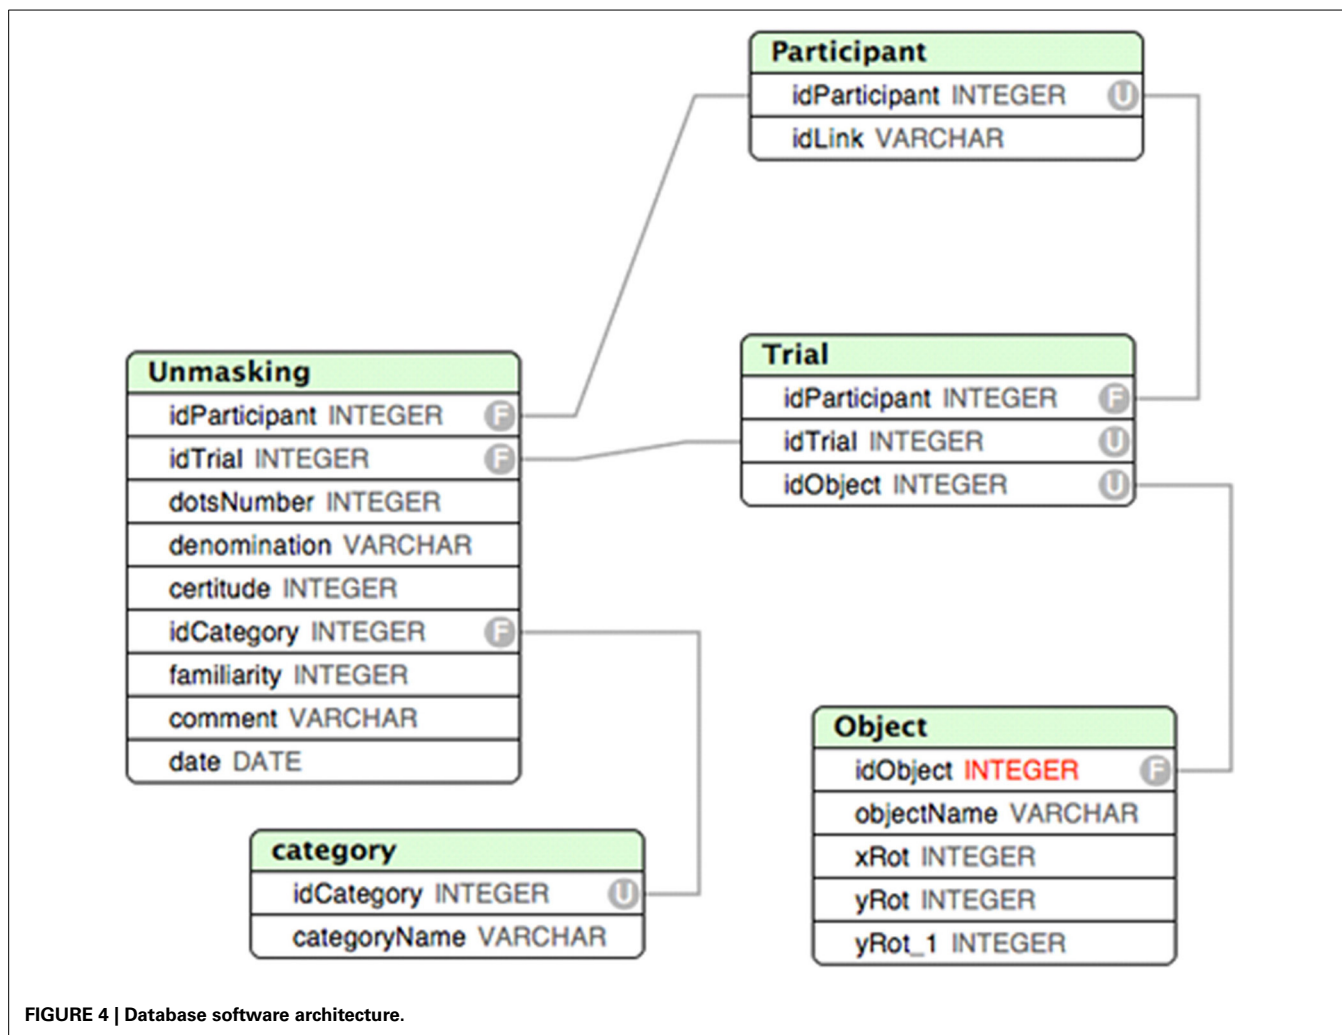 Participant
idParticipant INTEGER U
idLink VARCHAR
Unmasking
idParticipant INTEGER F
idTrial INTEGER F
dotsNumber INTEGER
denomination VARCHAR
certitude INTEGER
idCategory INTEGER F
familiarity INTEGER
comment VARCHAR
date DATE
Trial
idParticipant INTEGER F
idTrial INTEGER U
idObject INTEGER U
category
idCategory INTEGER U
categoryName VARCHAR
Object
idObject INTEGER F
objectName VARCHAR
xRot INTEGER
yRot INTEGER
yRot_1 INTEGER
FIGURE 4 | Database software architecture.